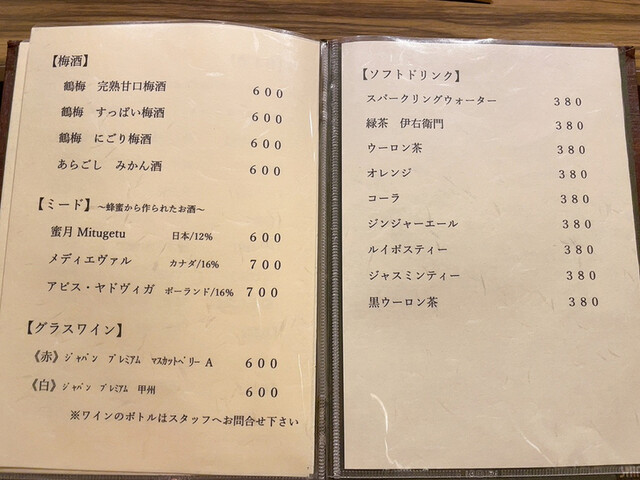 【梅酒】
鶴梅 完熟甘口梅酒 600
鶴梅 すっぱい梅酒 600
鶴梅 にごり梅酒 600
あらごし みかん酒 600
【ミード】 ～蜂蜜から作られたお酒～
蜜月 Mitugetu 日本/12% 600
メディエヴァル カナダ/16% 700
アピス・ヤドヴィガ ポーランド/16% 700
【グラスワイン】
《赤》ｼﾞｬﾊﾟﾝ ﾌﾟﾚﾐｱﾑ ﾏｽｶｯﾄﾍﾞﾘｰ A 600
《白》ｼﾞｬﾊﾟﾝ ﾌﾟﾚﾐｱﾑ 甲州 600
※ワインのボトルはスタッフへお問合せ下さい
【ソフトドリンク】
スパークリングウォーター 380
緑茶 伊右衛門 380
ウーロン茶 380
オレンジ 380
コーラ 380
ジンジャーエール 380
ルイボスティー 380
ジャスミンティー 380
黒ウーロン茶 380